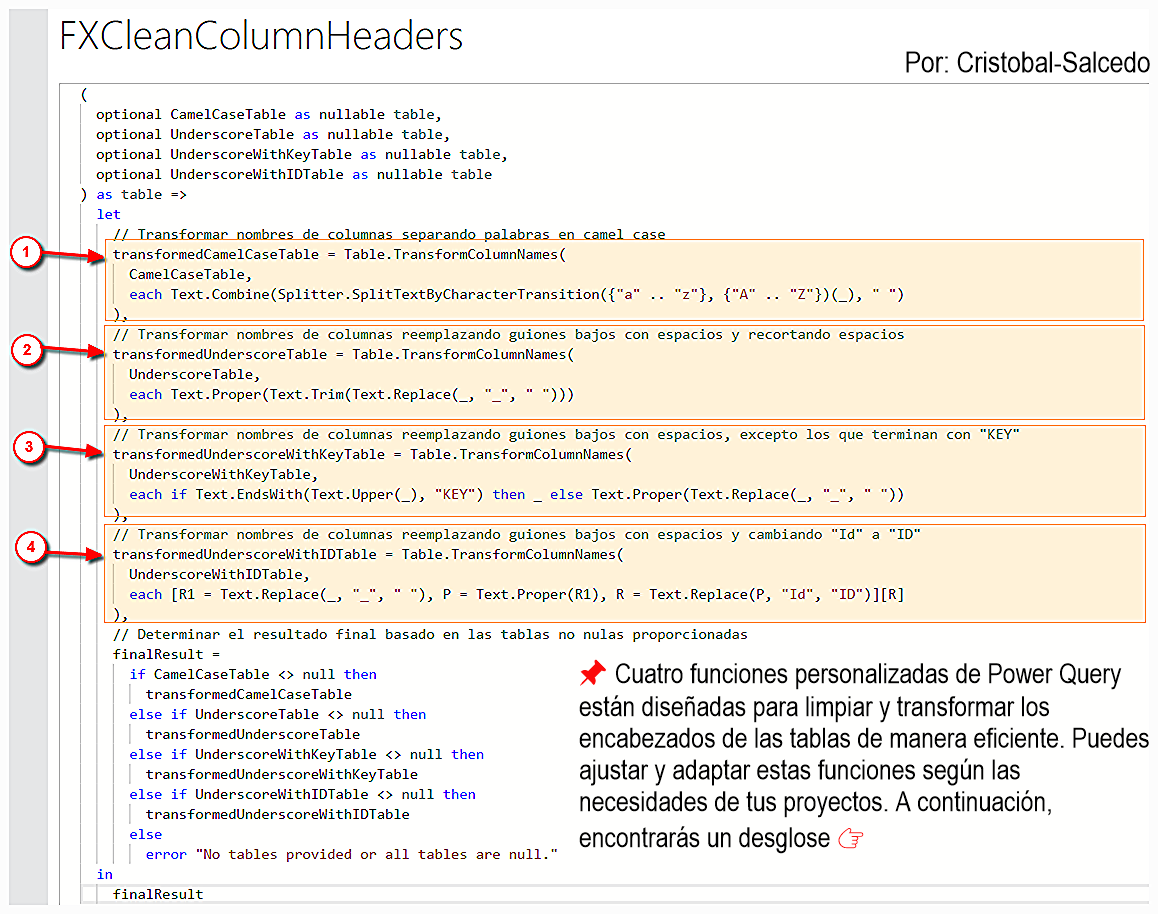 FXCleanColumnHeaders
Por: Cristobal-Salcedo
(
optional CamelCaseTable as nullable table,
optional UnderscoreTable as nullable table,
optional UnderscoreWithKeyTable as nullable table,
optional UnderscoreWithIDTable as nullable table
) as table =>
let
// Transformar nombres de columnas separando palabras en camel case
1
transformedCamelCaseTable = Table.TransformColumnNames(
CamelCaseTable,
each Text.Combine(Splitter.SplitTextByCharacterTransition({"a" .. "z"}, {"A" .. "Z"})(_), " ")
),
// Transformar nombres de columnas reemplazando guiones bajos con espacios y recortando espacios
2
transformedUnderscoreTable = Table.TransformColumnNames(
UnderscoreTable,
each Text.Proper(Text.Trim(Text.Replace(_, "_", " ")))
),
// Transformar nombres de columnas reemplazando guiones bajos con espacios, excepto los que terminan con "KEY"
3
transformedUnderscoreWithKeyTable = Table.TransformColumnNames(
UnderscoreWithKeyTable,
each if Text.EndsWith(Text.Upper(_), "KEY") then _ else Text.Proper(Text.Replace(_, "_", " "))
),
// Transformar nombres de columnas reemplazando guiones bajos con espacios y cambiando "Id" a "ID"
4
transformedUnderscoreWithIDTable = Table.TransformColumnNames(
UnderscoreWithIDTable,
each [R1 = Text.Replace(_, "_", " "), P = Text.Proper(R1), R = Text.Replace(P, "Id", "ID")][R]
),
// Determinar el resultado final basado en las tablas no nulas proporcionadas
finalResult =
if CamelCaseTable <> null then
transformedCamelCaseTable
else if UnderscoreTable <> null then
transformedUnderscoreTable
else if UnderscoreWithKeyTable <> null then
transformedUnderscoreWithKeyTable
else if UnderscoreWithIDTable <> null then
transformedUnderscoreWithIDTable
else
error "No tables provided or all tables are null."
in
finalResult
📌 Cuatro funciones personalizadas de Power Query
están diseñadas para limpiar y transformar los
encabezados de las tablas de manera eficiente. Puedes
ajustar y adaptar estas funciones según las
necesidades de tus proyectos. A continuación,
encontrarás un desglose 👉